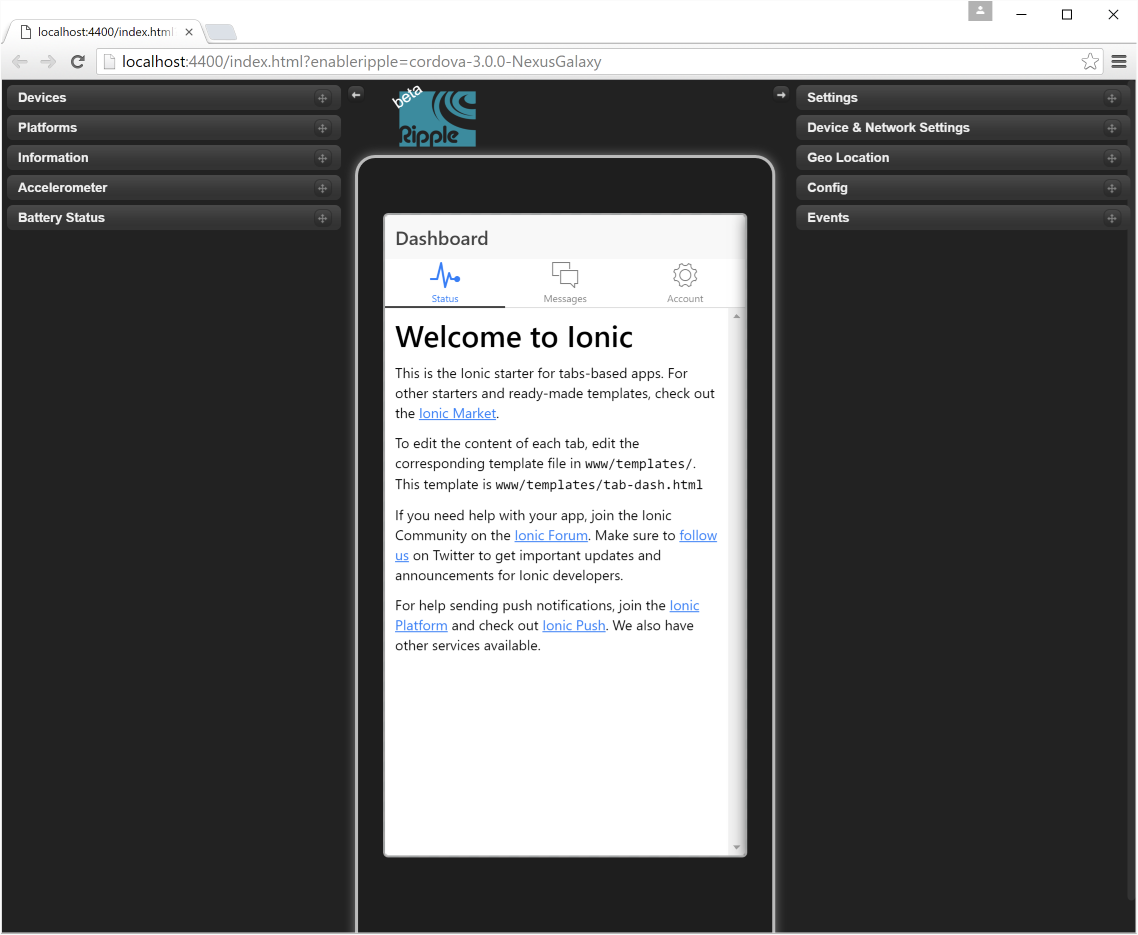 localhost:4400/index.html
localhost:4400/index.html?enableripple=cordova-3.0.0-NexusGalaxy
Devices
Platforms
Information
Accelerometer
Battery Status
beta
Ripple
Settings
Device & Network Settings
Geo Location
Config
Events
Dashboard
Status
Messages
Account
Welcome to Ionic
This is the Ionic starter for tabs-based apps. For
other starters and ready-made templates, check out
the Ionic Market.
To edit the content of each tab, edit the
corresponding template file in www/templates/.
This template is www/templates/tab-dash.html
If you need help with your app, join the Ionic
Community on the Ionic Forum. Make sure to follow
us on Twitter to get important updates and
announcements for Ionic developers.
For help sending push notifications, join the Ionic
Platform and check out Ionic Push. We also have
other services available.